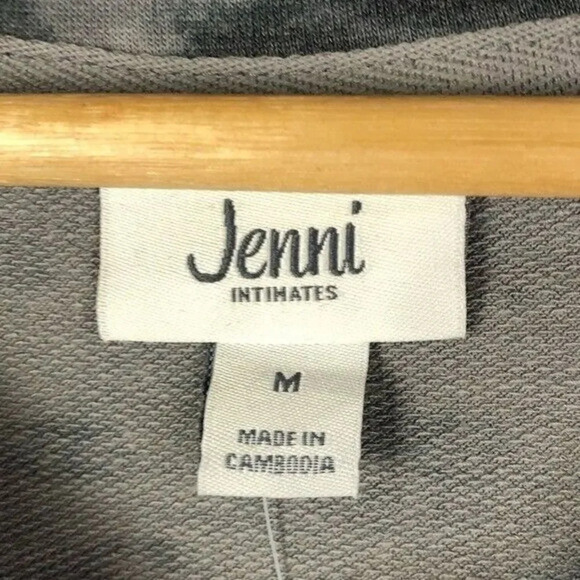 Jenni
INTIMATES
M
MADE IN
CAMBODIA